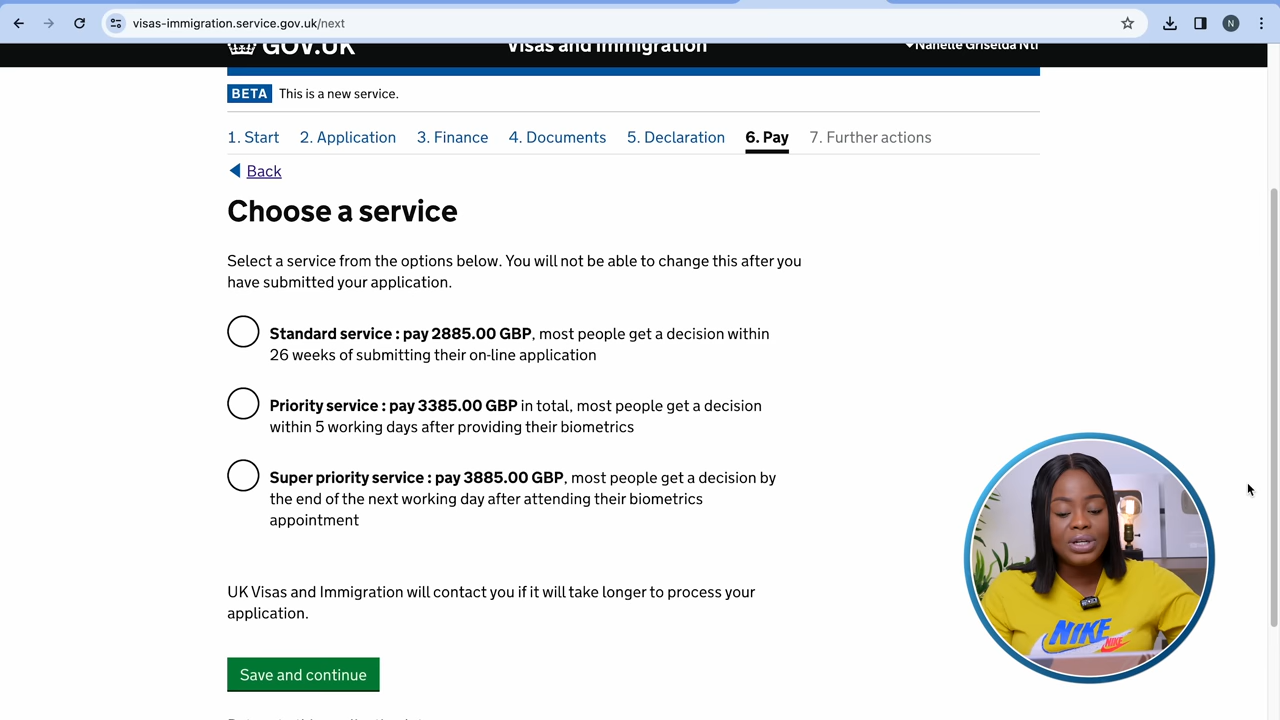 visas-immigration.service.gov.uk/next
N
GOV.UK
Visas and Immigration
Nanelle Griselda Nti
BETA This is a new service.
1. Start 2. Application 3. Finance 4. Documents 5. Declaration 6. Pay 7. Further actions
Back
Choose a service
Select a service from the options below. You will not be able to change this after you
have submitted your application.
Standard service : pay 2885.00 GBP, most people get a decision within
26 weeks of submitting their on-line application
Priority service : pay 3385.00 GBP in total, most people get a decision
within 5 working days after providing their biometrics
Super priority service : pay 3885.00 GBP, most people get a decision by
the end of the next working day after attending their biometrics
appointment
UK Visas and Immigration will contact you if it will take longer to process your
application.
Save and continue
NIKE
NIKE